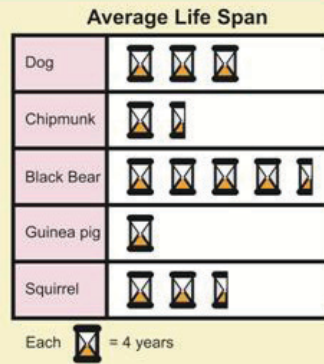 Average Life Span
Dog
Chipmunk
Black Bear
Guinea pig
Squirrel
Each = 4 years